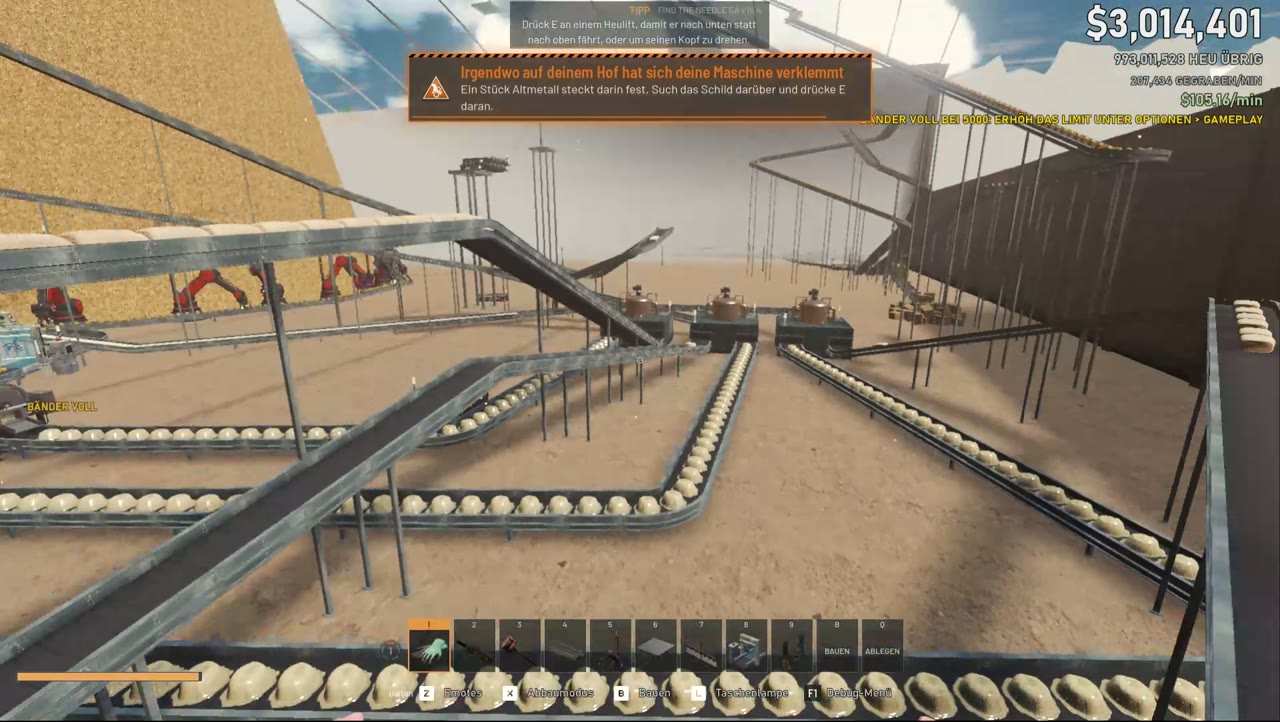 TIPP FIND THE NEEDLE EA
Drück E an einem Heulift, damit er nach unten statt
nach oben fährt, oder um seinen Kopf zu drehen.
$3,014,401
973,011,528 HEU ÜBRIG
207,434 GEGRABEN/MIN
$105.16/min
BÄNDER VOLL BEI 5000: ERHÖH DAS LIMIT UNTER OPTIONEN > GAMEPLAY
Irgendwo auf deinem Hof hat sich deine Maschine verklemmt
Ein Stück Altmetall steckt darin fest. Such das Schild darüber und drücke E
daran.
BÄNDER VOLL
1 2 3 4 5 6 7 8 9 B 0
BAUEN ABLEGEN
Z Emotes X Abbaumodus B Bauen L Taschenlampe F1 Debug-Menü